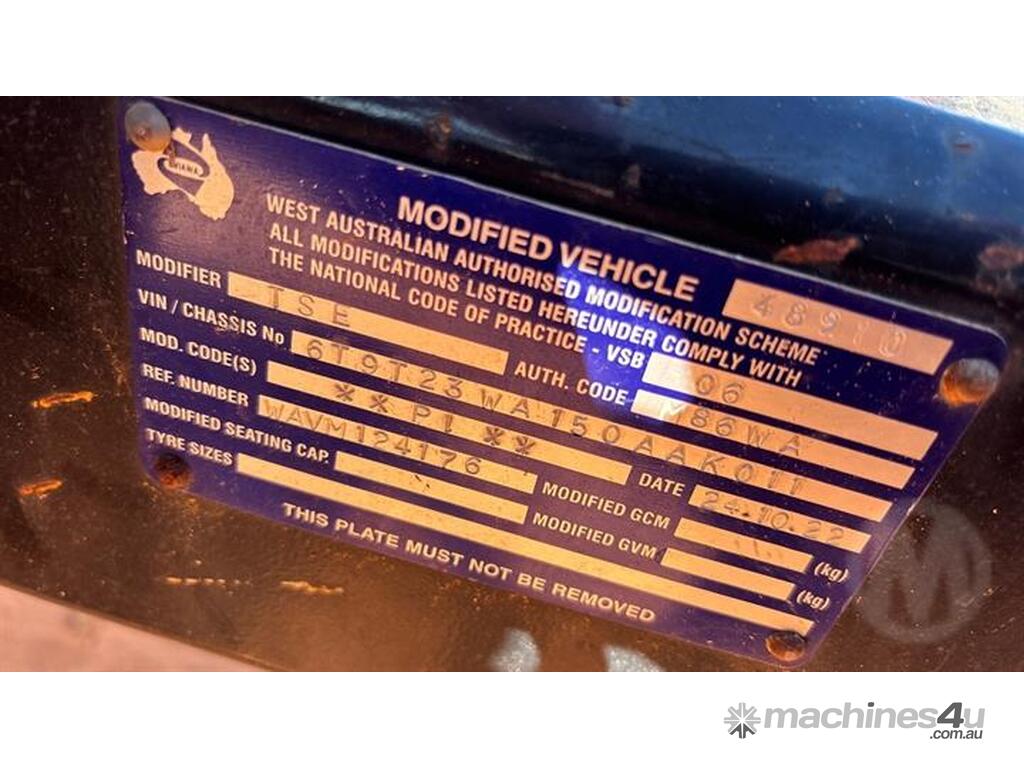 MODIFIED VEHICLE
48970
WEST AUSTRALIAN AUTHORISED MODIFICATION SCHEME
ALL MODIFICATIONS LISTED HEREUNDER COMPLY WITH
THE NATIONAL CODE OF PRACTICE - VSB 06
MODIFIER TSE AUTH. CODE M86WA
VIN / CHASSIS No 6T9T23WA150AAK011
MOD. CODE(S) **P1** DATE 24.10.22
REF. NUMBER WAVM124176 MODIFIED GCM (kg)
MODIFIED SEATING CAP. MODIFIED GVM (kg)
TYRE SIZES
THIS PLATE MUST NOT BE REMOVED
machines4u
.com.au